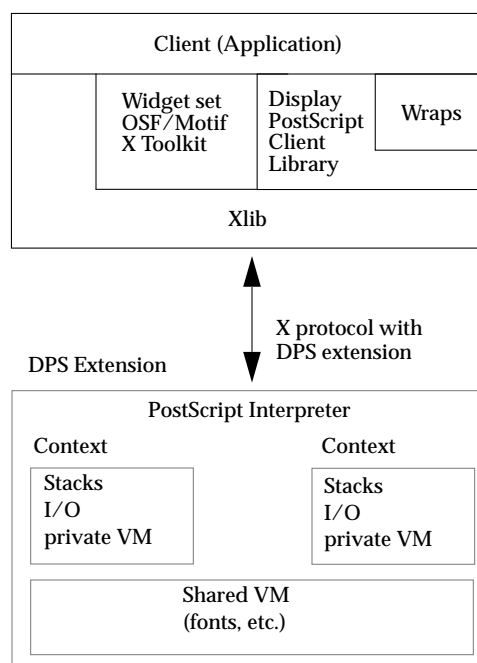 Client (Application)
Widget set
OSF/Motif
X Toolkit
Display
PostScript
Client
Library
Wraps
Xlib
X protocol with
DPS extension
DPS Extension
PostScript Interpreter
Context
Stacks
I/O
private VM
Context
Stacks
I/O
private VM
Shared VM
(fonts, etc.)